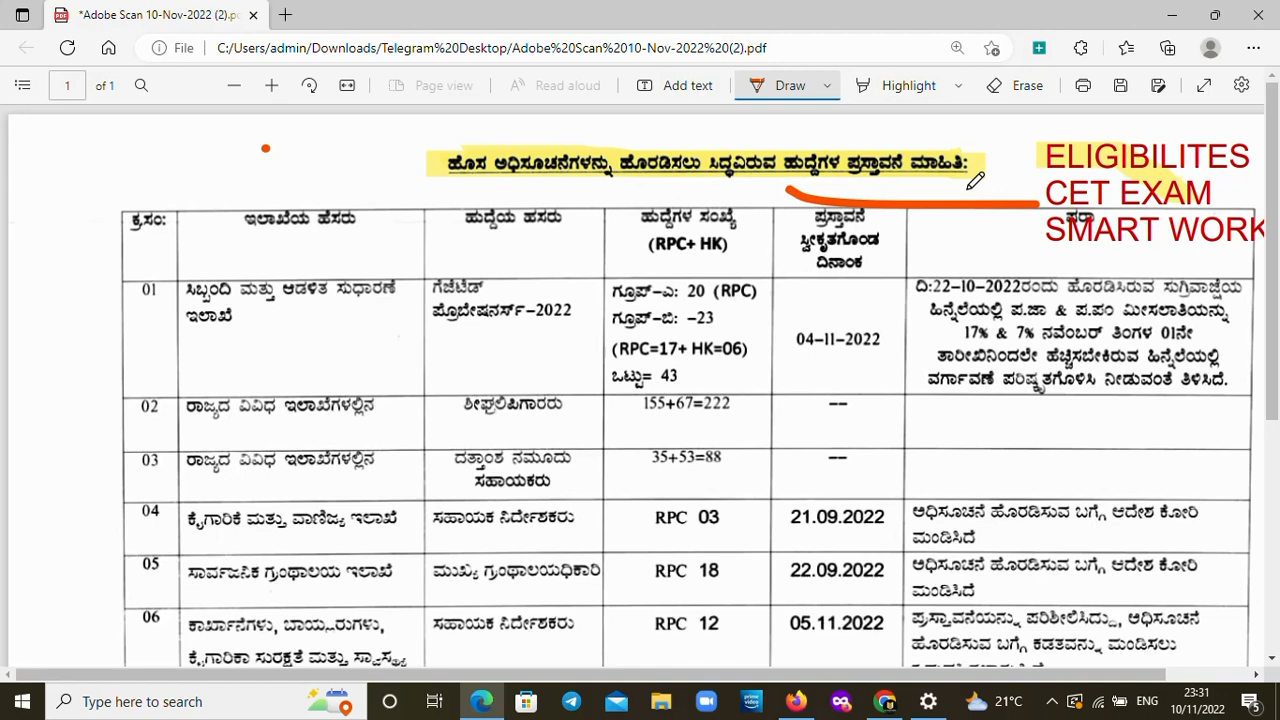 *Adobe Scan 10-Nov-2022 (2).pdf
File C:/Users/admin/Downloads/Telegram%20Desktop/Adobe%20Scan%2010-Nov-2022%20(2).pdf
1 of 1 Page view Read aloud Add text Draw Highlight Erase
ಹೊಸ ಅಧಿಸೂಚನೆಗಳನ್ನು ಹೊರಡಿಸಲು ಸಿದ್ಧವಿರುವ ಹುದ್ದೆಗಳ ಪ್ರಸ್ತಾವನೆ ಮಾಹಿತಿ:
ELIGIBILITES
CET EXAM
SMART WORK
ಕ್ರ.ಸಂ: ಇಲಾಖೆಯ ಹೆಸರು ಹುದ್ದೆಯ ಹಸರು ಹುದ್ದೆಗಳ ಸಂಖ್ಯೆ ಪ್ರಸ್ತಾವನೆ ಷರಾ
(RPC+ HK) ಸ್ವೀಕೃತಗೊಂಡ
ದಿನಾಂಕ
01 ಸಿಬ್ಬಂದಿ ಮತ್ತು ಆಡಳಿತ ಸುಧಾರಣೆ ಗೆಜೆಟೆಡ್ ಗ್ರೂಪ್-ಎ: 20 (RPC) ದಿ:22-10-2022ರಂದು ಹೊರಡಿಸಿರುವ ಸುಗ್ರಿವಾಜ್ಞೆಯ
ಇಲಾಖೆ ಪ್ರೊಬೇಷನರ್ಸ್-2022 ಗ್ರೂಪ್-ಬಿ: -23 ಹಿನ್ನೆಲೆಯಲ್ಲಿ ಪ.ಜಾ & ಪ.ಪಂ ಮೀಸಲಾತಿಯನ್ನು
(RPC=17+ HK=06) 04-11-2022 17% & 7% ನವೆಂಬರ್ ತಿಂಗಳ 01ನೇ
ಒಟ್ಟು= 43 ತಾರೀಖಿನಿಂದಲೇ ಹೆಚ್ಚಿಸಬೇಕಿರುವ ಹಿನ್ನೆಲೆಯಲ್ಲಿ
ವರ್ಗಾವಣೆ ಪರಿಷ್ಕೃತಗೊಳಿಸಿ ನೀಡುವಂತೆ ತಿಳಿಸಿದೆ.
02 ರಾಜ್ಯದ ವಿವಿಧ ಇಲಾಖೆಗಳಲ್ಲಿನ ಶೀಘ್ರಲಿಪಿಗಾರರು 155+67=222 --
03 ರಾಜ್ಯದ ವಿವಿಧ ಇಲಾಖೆಗಳಲ್ಲಿನ ದತ್ತಾಂಶ ನಮೂದು 35+53=88 --
ಸಹಾಯಕರು
04 ಕೈಗಾರಿಕೆ ಮತ್ತು ವಾಣಿಜ್ಯ ಇಲಾಖೆ ಸಹಾಯಕ ನಿರ್ದೇಶಕರು RPC 03 21.09.2022 ಅಧಿಸೂಚನೆ ಹೊರಡಿಸುವ ಬಗ್ಗೆ ಆದೇಶ ಕೋರಿ
ಮಂಡಿಸಿದೆ
05 ಸಾರ್ವಜನಿಕ ಗ್ರಂಥಾಲಯ ಇಲಾಖೆ ಮುಖ್ಯ ಗ್ರಂಥಾಲಯಧಿಕಾರಿ RPC 18 22.09.2022 ಅಧಿಸೂಚನೆ ಹೊರಡಿಸುವ ಬಗ್ಗೆ ಆದೇಶ ಕೋರಿ
ಮಂಡಿಸಿದೆ
06 ಕಾರ್ಖಾನೆಗಳು, ಬಾಯ್ಲರುಗಳು, ಸಹಾಯಕ ನಿರ್ದೇಶಕರು RPC 12 05.11.2022 ಪ್ರಸ್ತಾವನೆಯನ್ನು ಪರಿಶೀಲಿಸಿದ್ದು, ಅಧಿಸೂಚನೆ
ಕೈಗಾರಿಕಾ ಸುರಕ್ಷತೆ ಮತ್ತು ಸ್ವಾಸ್ಥ್ಯ ಹೊರಡಿಸುವ ಬಗ್ಗೆ ಕಡತವನ್ನು ಮಂಡಿಸಲು
Type here to search 21°C ENG 23:31
10/11/2022 5